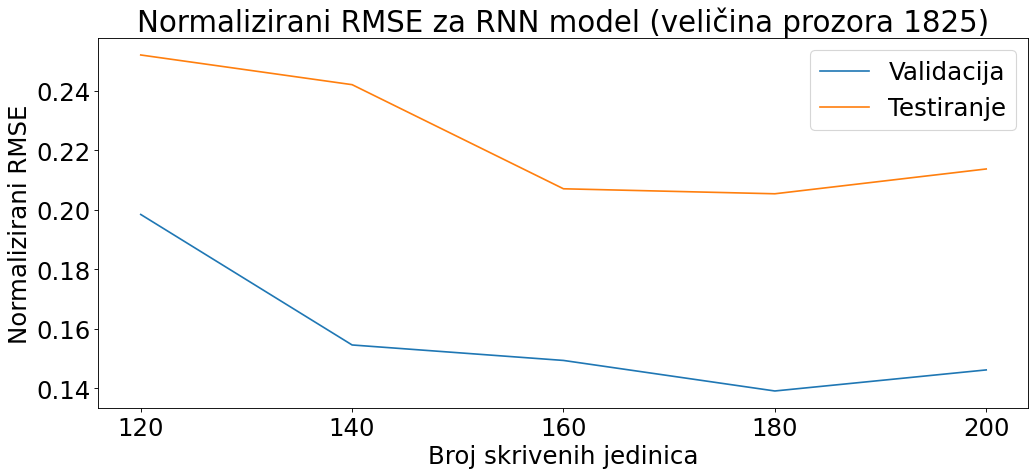 Normalizirani RMSE za RNN model (veličina prozora 1825)
Validacija
Testiranje
Normalizirani RMSE
0.24
0.22
0.20
0.18
0.16
0.14
120 140 160 180 200
Broj skrivenih jedinica